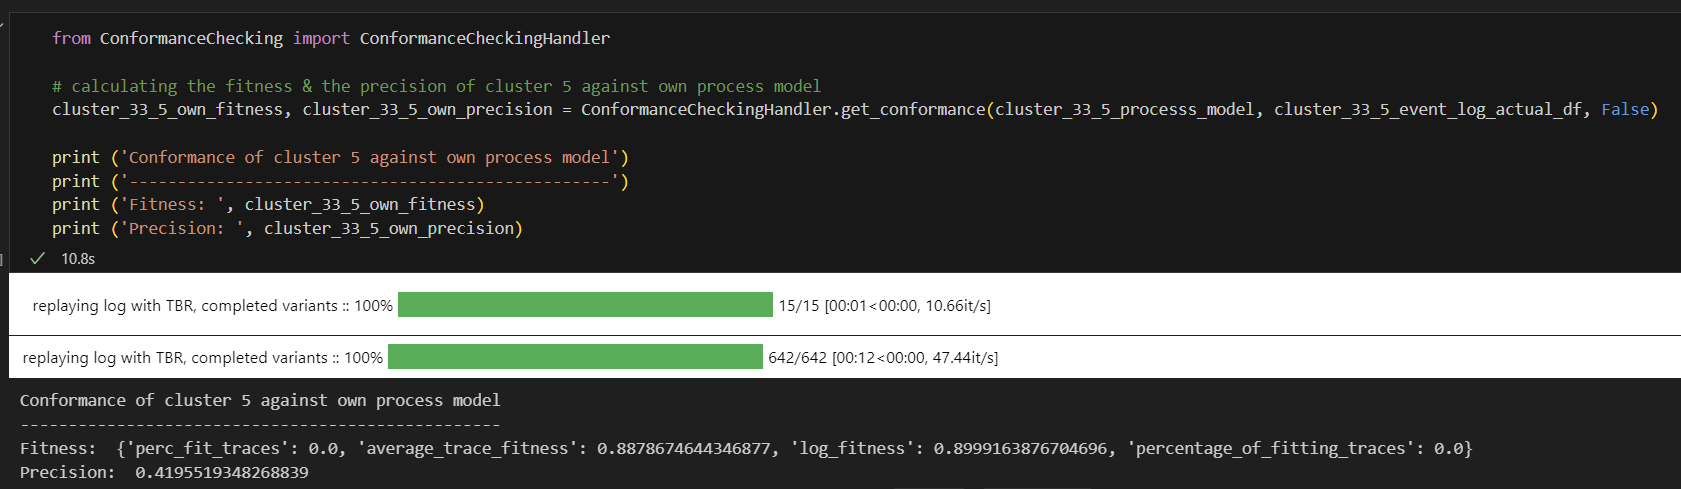 from ConformanceChecking import ConformanceCheckingHandler
# calculating the fitness & the precision of cluster 5 against own process model
cluster_33_5_own_fitness, cluster_33_5_own_precision = ConformanceCheckingHandler.get_conformance(cluster_33_5_processs_model, cluster_33_5_event_log_actual_df, False)
print ('Conformance of cluster 5 against own process model')
print ('--------------------------------------------------')
print ('Fitness: ', cluster_33_5_own_fitness)
print ('Precision: ', cluster_33_5_own_precision)
] ✓ 10.8s
replaying log with TBR, completed variants :: 100% 15/15 [00:01<00:00, 10.66it/s]
replaying log with TBR, completed variants :: 100% 642/642 [00:12<00:00, 47.44it/s]
Conformance of cluster 5 against own process model
--------------------------------------------------
Fitness:  {'perc_fit_traces': 0.0, 'average_trace_fitness': 0.8878674644346877, 'log_fitness': 0.8999163876704696, 'percentage_of_fitting_traces': 0.0}
Precision:  0.4195519348268839